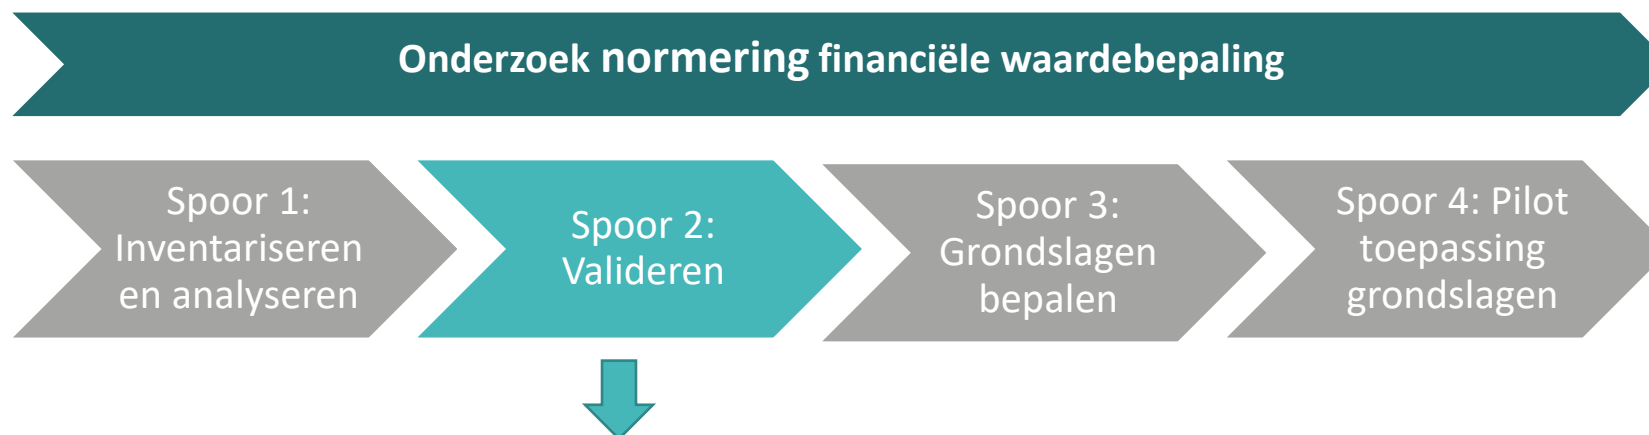 Onderzoek normering financiële waardebepaling
Spoor 1:
Inventariseren
en analyseren
Spoor 2:
Valideren
Spoor 3:
Grondslagen
bepalen
Spoor 4: Pilot
toepassing
grondslagen